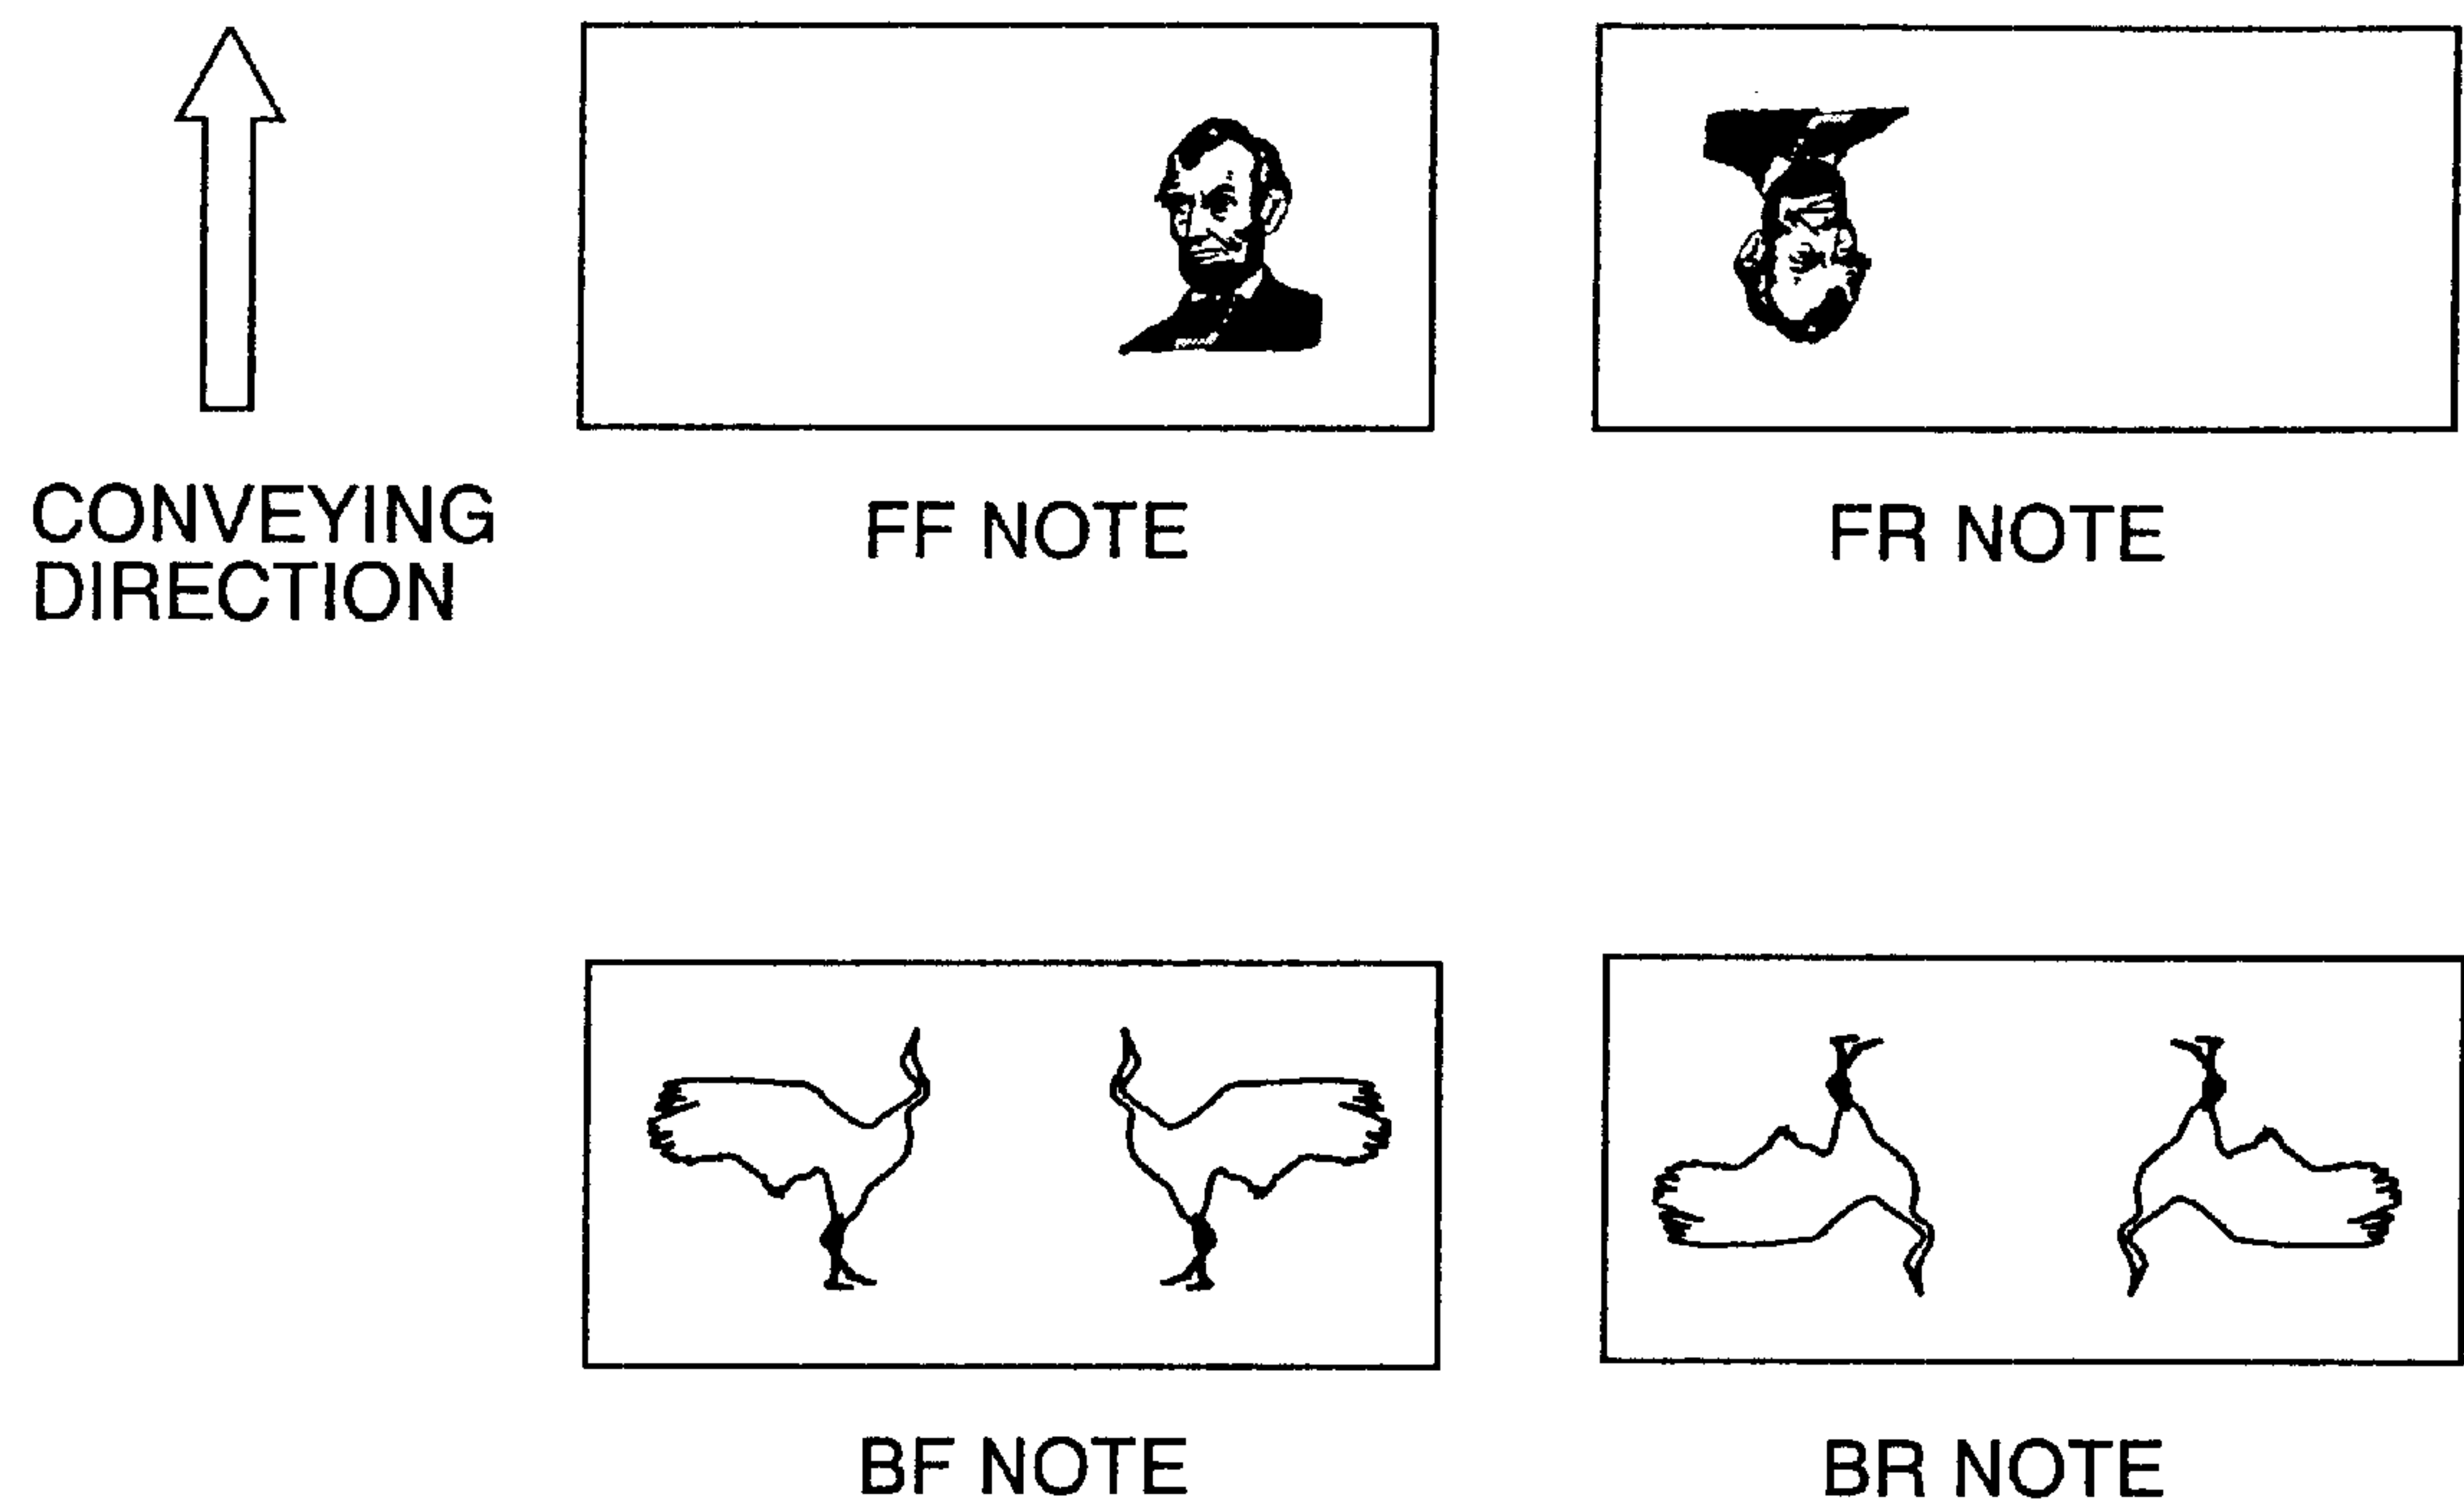 CONVEYING
DIRECTION
FF NOTE
FR NOTE
BF NOTE
BR NOTE